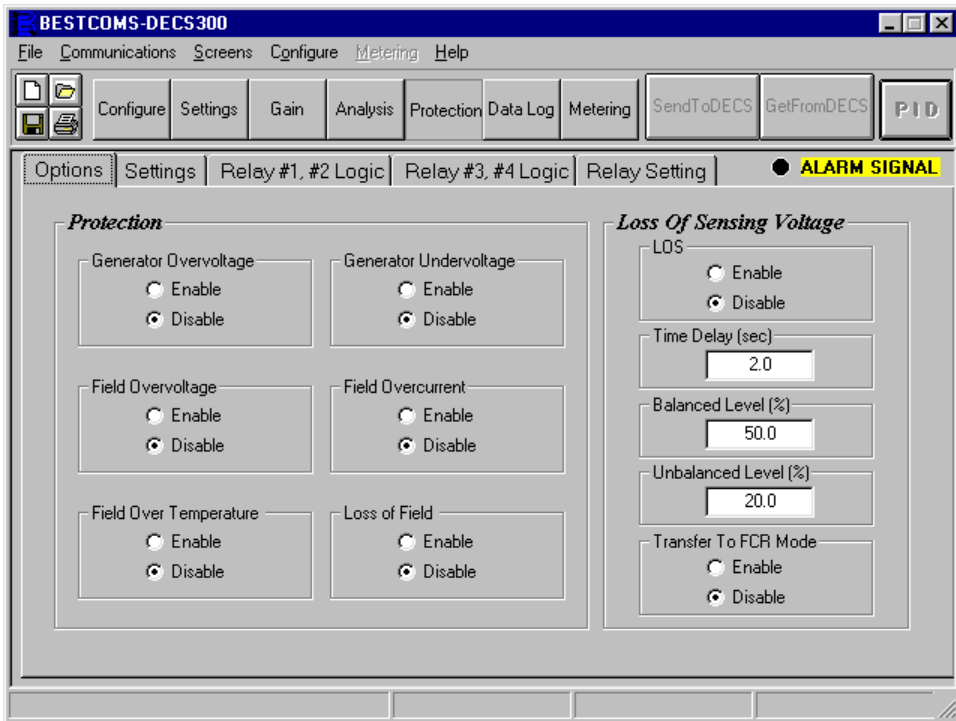 BESTCOMS-DECS300
File Communications Screens Configure Metering Help
Configure Settings Gain Analysis Protection Data Log Metering SendToDECS GetFromDECS PID
Options Settings Relay #1, #2 Logic Relay #3, #4 Logic Relay Setting ALARM SIGNAL
Protection
Generator Overvoltage
Enable
Disable
Generator Undervoltage
Enable
Disable
Field Overvoltage
Enable
Disable
Field Overcurrent
Enable
Disable
Field Over Temperature
Enable
Disable
Loss of Field
Enable
Disable
Loss Of Sensing Voltage
LOS
Enable
Disable
Time Delay (sec)
2.0
Balanced Level (%)
50.0
Unbalanced Level (%)
20.0
Transfer To FCR Mode
Enable
Disable